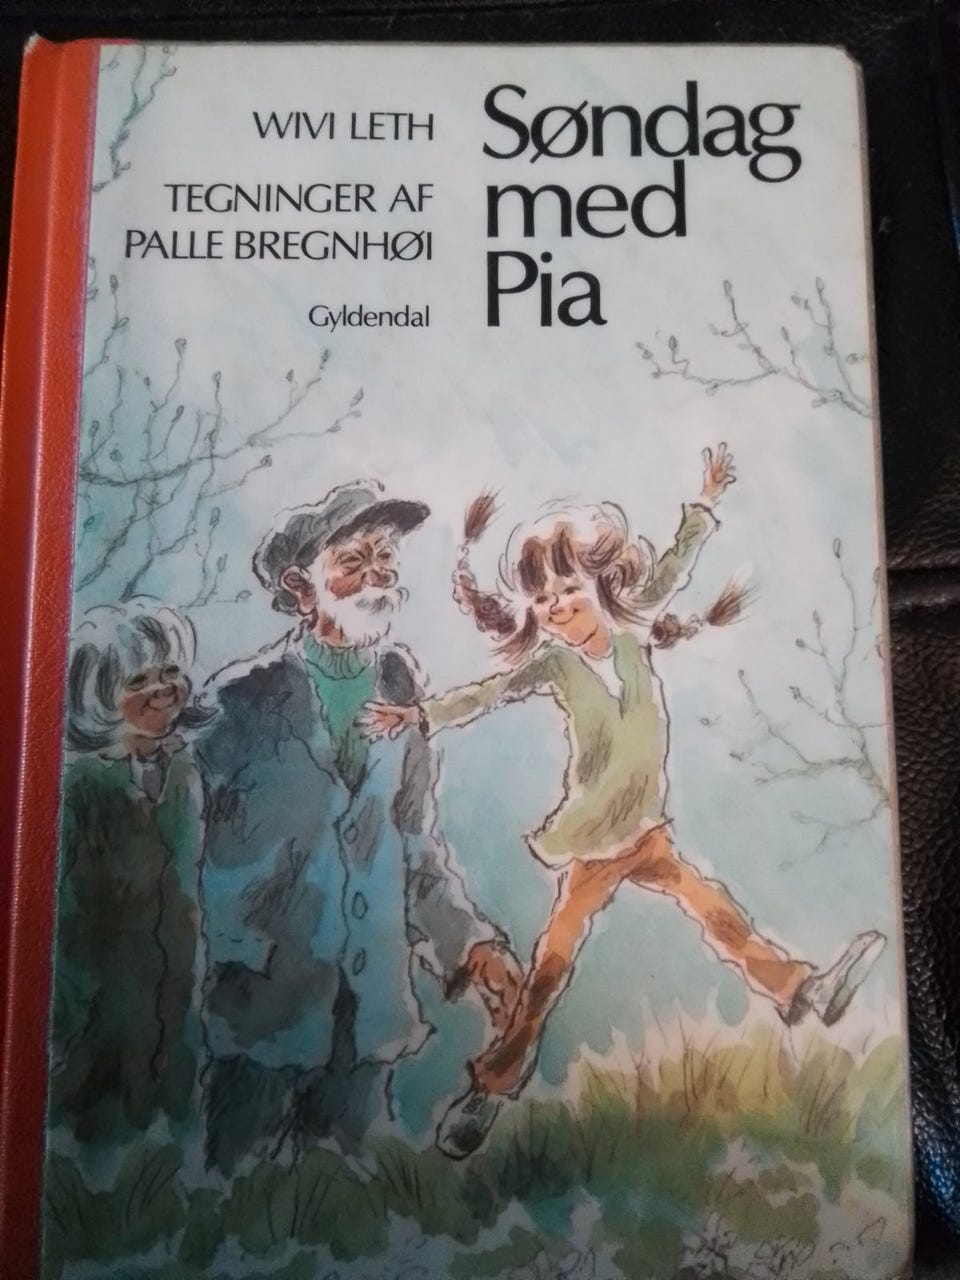 WIVI LETH
TEGNINGER AF
PALLE BREGNHØI
Gyldendal
Søndag
med
Pia